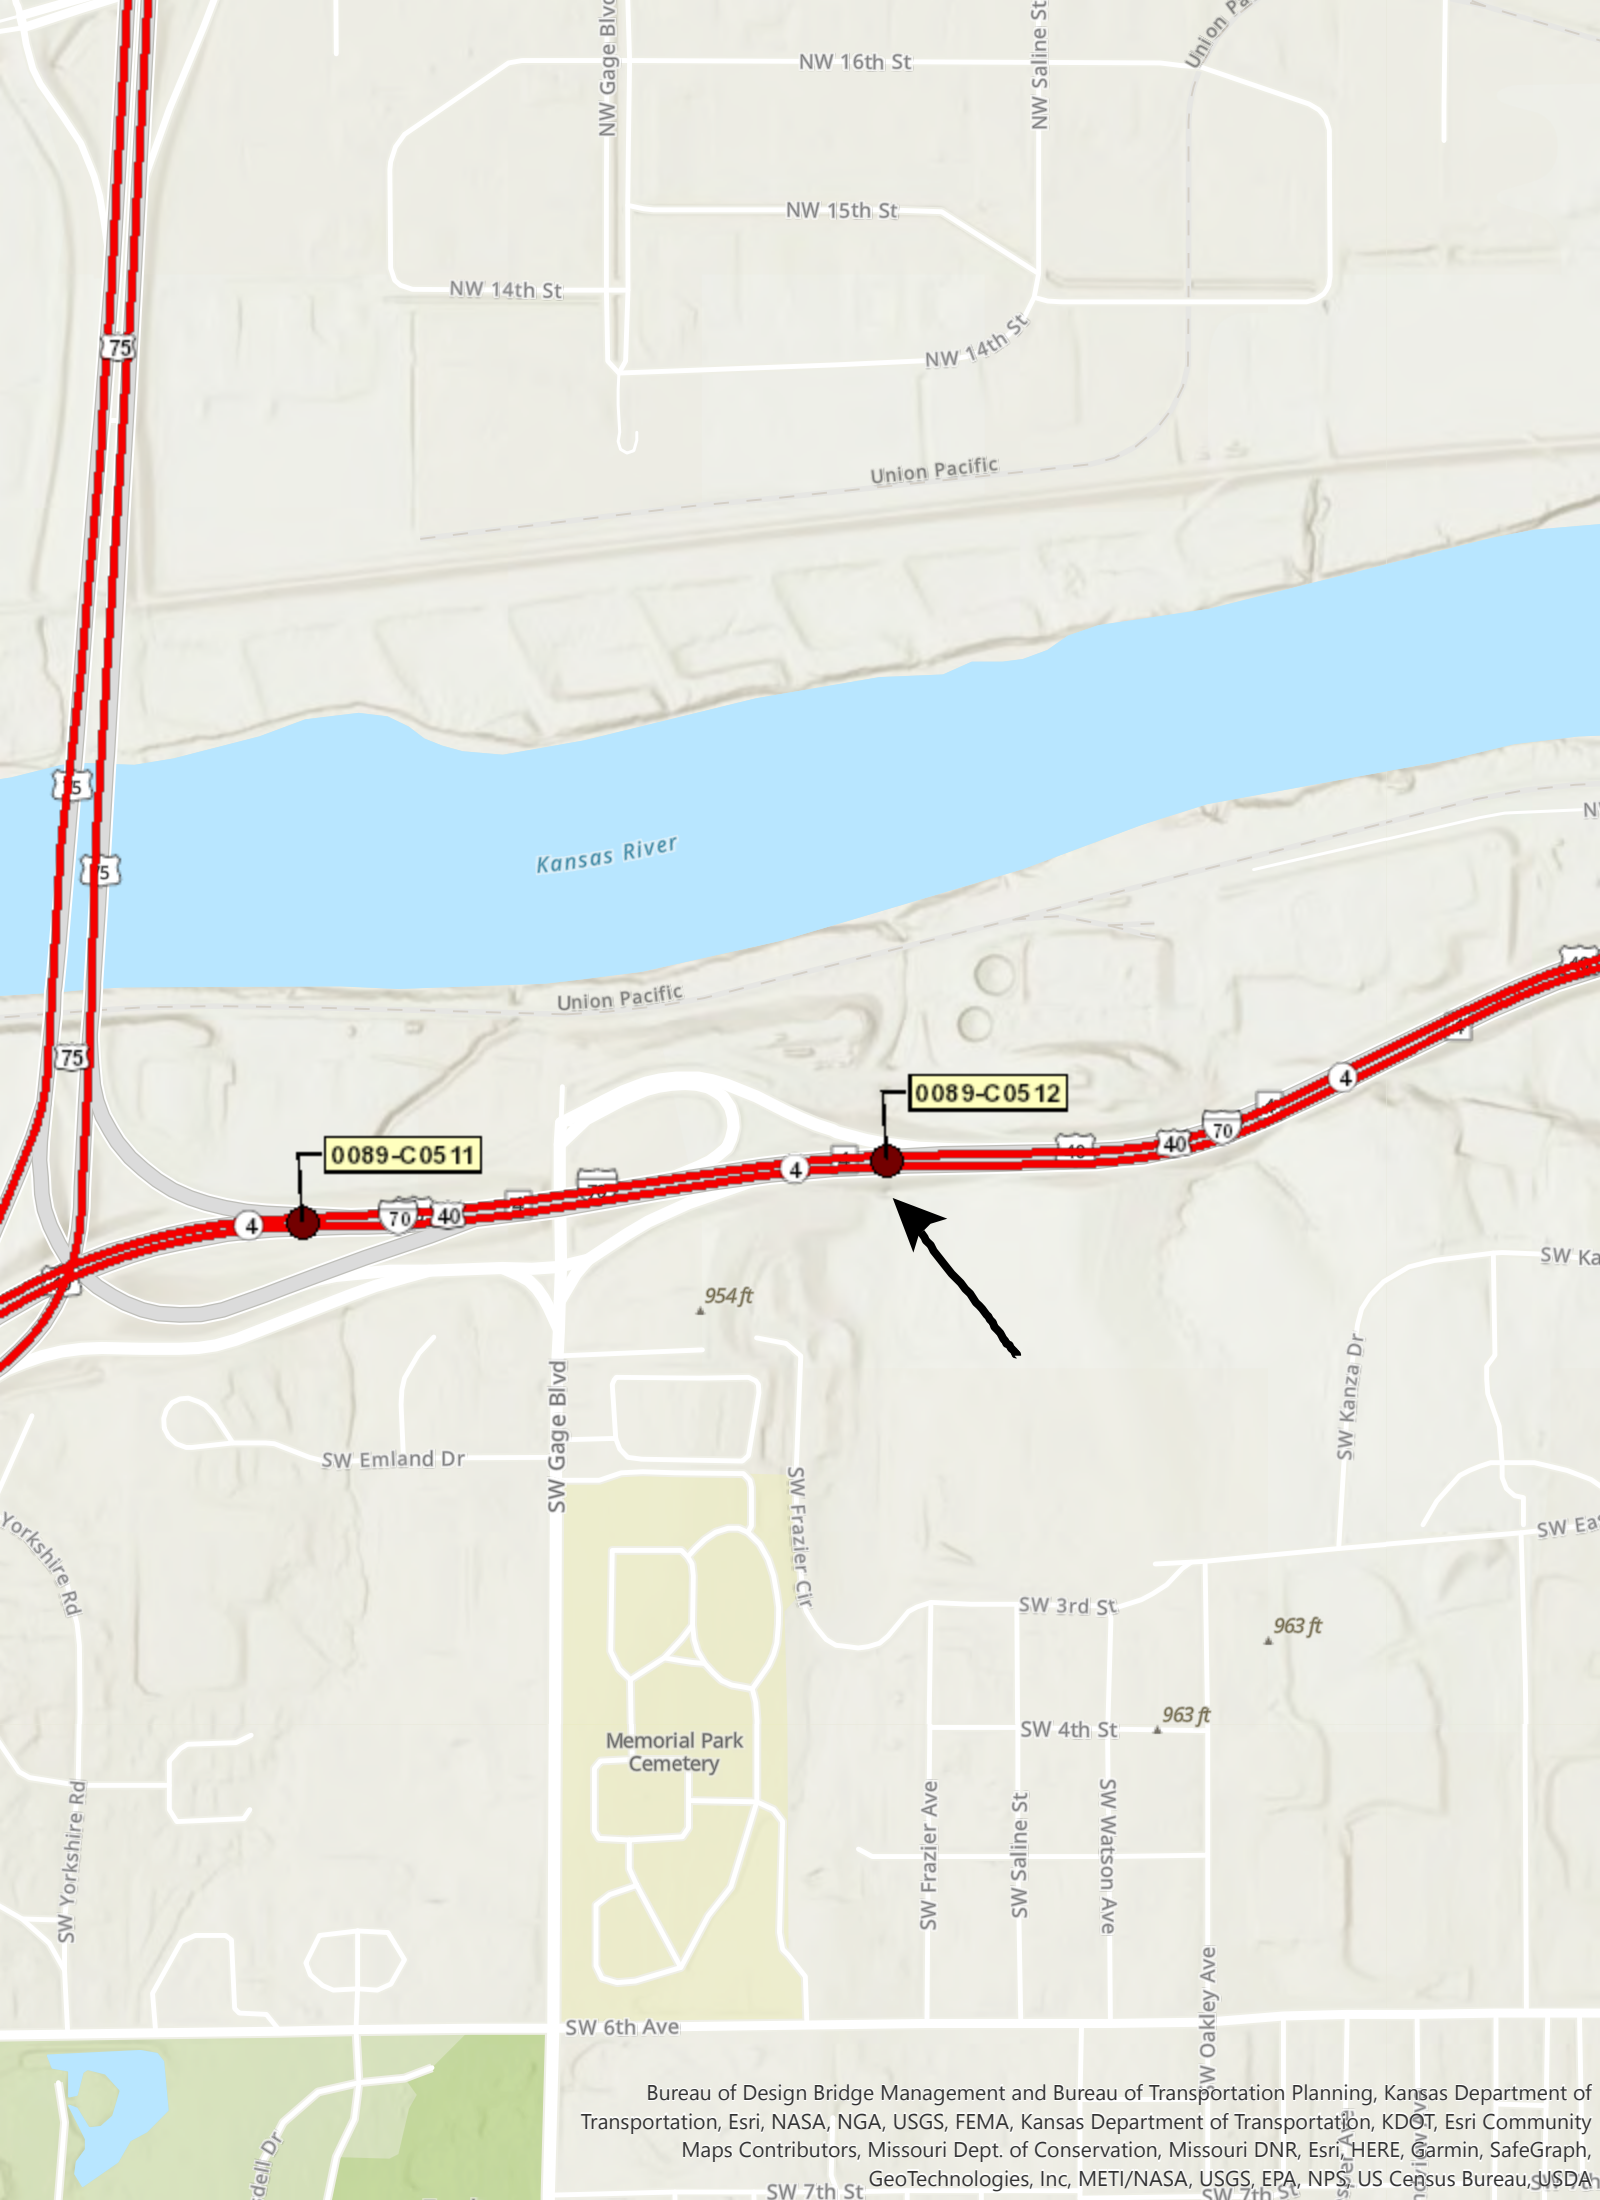 NW Gage Blvd
NW 16th St
NW Saline St
Union Pa
NW 15th St
NW 14th St
NW 14th St
75
Union Pacific
75
Kansas River
75
Union Pacific
75
4
0089-C0512
0089-C0511
4
40
70
4
70
40
4
954 ft
SW Ka
SW Kanza Dr
SW Gage Blvd
SW Emland Dr
SW Frazier Cir
Yorkshire Rd
SW Eas
SW 3rd St
963 ft
963 ft
SW 4th St
Memorial Park
Cemetery
SW Yorkshire Rd
SW Frazier Ave
SW Saline St
SW Watson Ave
SW Oakley Ave
SW 6th Ave
dell Dr
Bureau of Design Bridge Management and Bureau of Transportation Planning, Kansas Department of
Transportation, Esri, NASA, NGA, USGS, FEMA, Kansas Department of Transportation, KDOT, Esri Community
Maps Contributors, Missouri Dept. of Conservation, Missouri DNR, Esri, HERE, Garmin, SafeGraph,
GeoTechnologies, Inc, METI/NASA, USGS, EPA, NPS, US Census Bureau, USDA
SW 7th St
SW 7th St